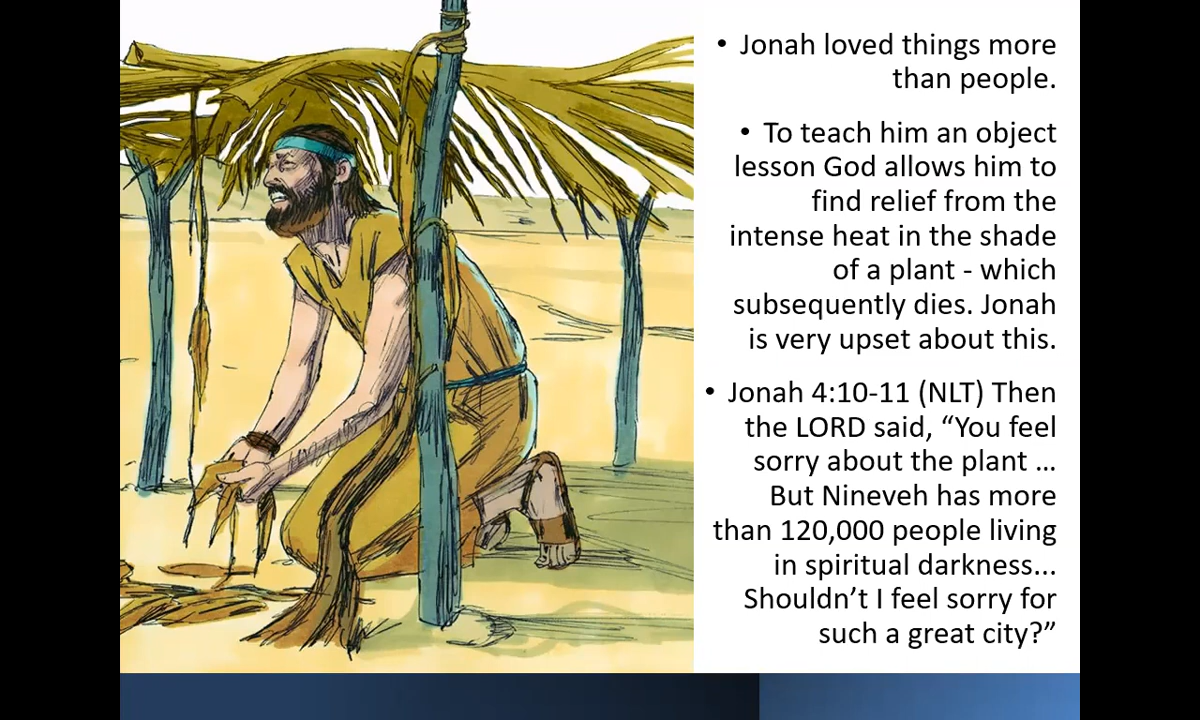 • Jonah loved things more
than people.
• To teach him an object
lesson God allows him to
find relief from the
intense heat in the shade
of a plant - which
subsequently dies. Jonah
is very upset about this.
• Jonah 4:10-11 (NLT) Then
the LORD said, “You feel
sorry about the plant ...
But Nineveh has more
than 120,000 people living
in spiritual darkness...
Shouldn’t I feel sorry for
such a great city?”